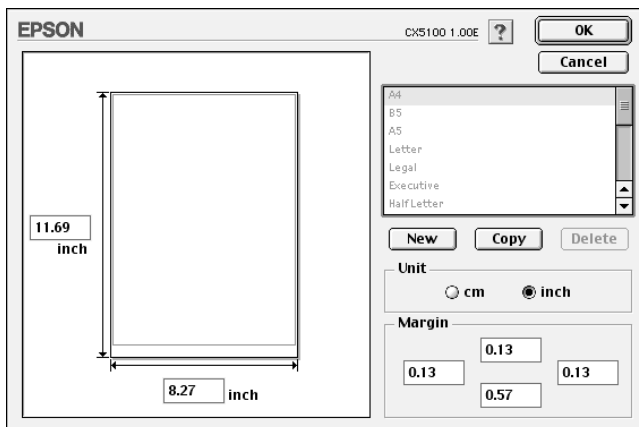 EPSON
CX5100 1.00E
?
OK
Cancel
A4
B5
A5
Letter
Legal
Executive
HalfLetter
11.69
inch
8.27 inch
New Copy Delete
Unit
cm inch
Margin
0.13
0.13 0.13
0.57